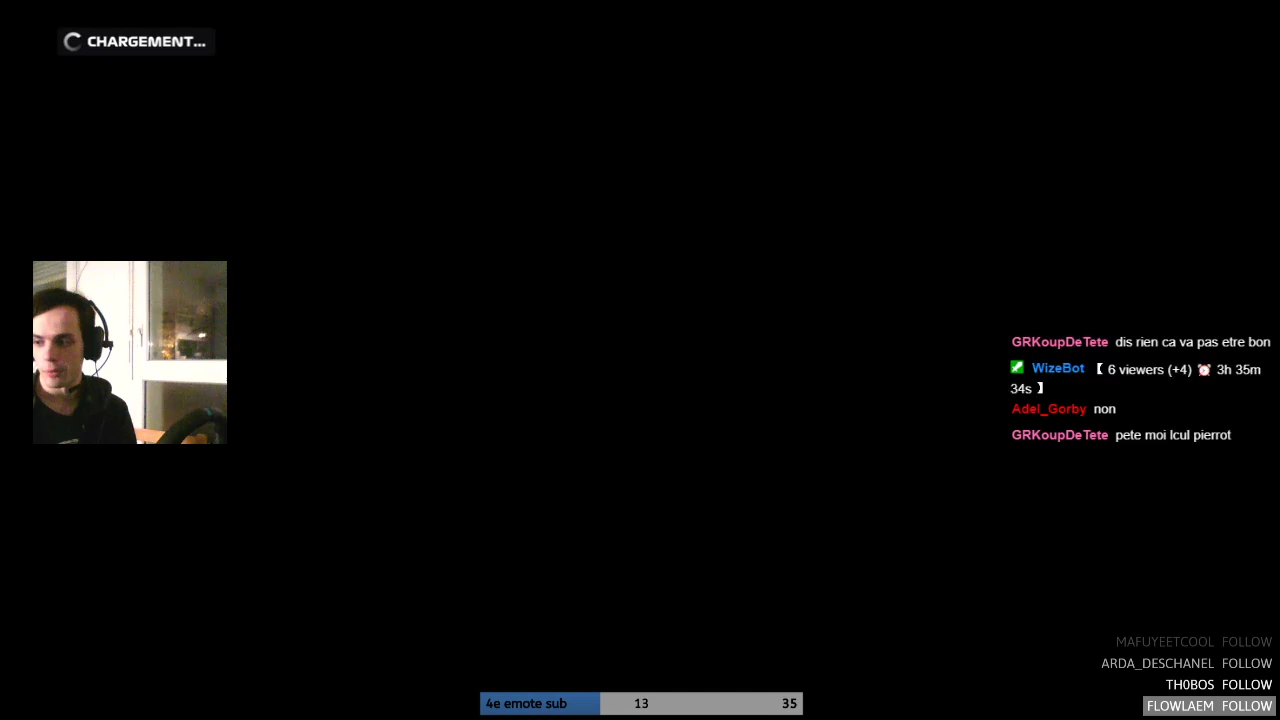 CHARGEMENT...
GRKoupDeTete dis rien ca va pas etre bon
WizeBot 【 6 viewers (+4) ⏰ 3h 35m
34s 】
Adel_Gorby non
GRKoupDeTete pete moi lcul pierrot
MAFUYEETCOOL FOLLOW
ARDA_DESCHANEL FOLLOW
TH0BOS FOLLOW
FLOWLAEM FOLLOW
4e emote sub 13 35